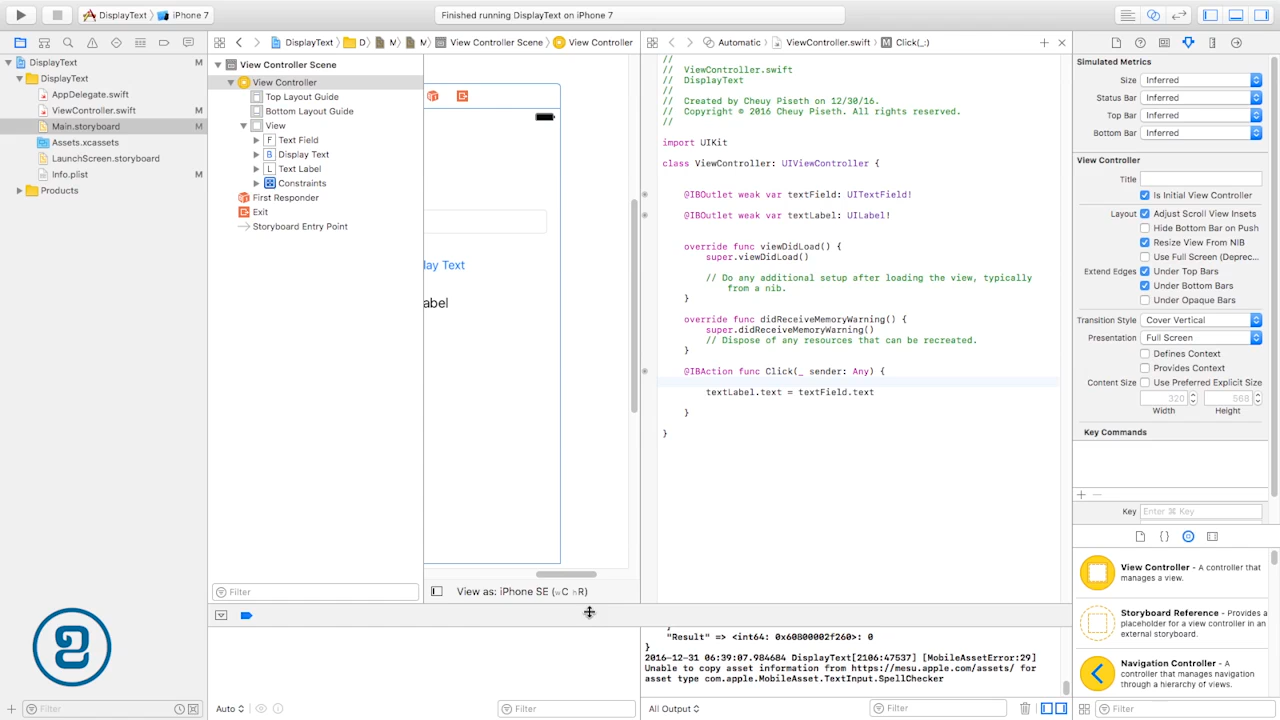 DisplayText
iPhone 7
Finished running DisplayText on iPhone 7
DisplayText
D
M
M
View Controller Scene
View Controller
Automatic
ViewController.swift
Click(_:)
DisplayText M
DisplayText
AppDelegate.swift
ViewController.swift M
Main.storyboard M
Assets.xcassets
LaunchScreen.storyboard
Info.plist M
Products
Filter
View Controller Scene
View Controller
Top Layout Guide
Bottom Layout Guide
View
F Text Field
B Display Text
L Text Label
Constraints
First Responder
Exit
Storyboard Entry Point
Filter
lay Text
abel
View as: iPhone SE (wC hR)
//
// ViewController.swift
// DisplayText
//
// Created by Cheuy Piseth on 12/30/16.
// Copyright © 2016 Cheuy Piseth. All rights reserved.
//
import UIKit
class ViewController: UIViewController {
@IBOutlet weak var textField: UITextField!
@IBOutlet weak var textLabel: UILabel!
override func viewDidLoad() {
super.viewDidLoad()
// Do any additional setup after loading the view, typically
from a nib.
}
override func didReceiveMemoryWarning() {
super.didReceiveMemoryWarning()
// Dispose of any resources that can be recreated.
}
@IBAction func Click(_ sender: Any) {
textLabel.text = textField.text
}
}
Simulated Metrics
Size Inferred
Status Bar Inferred
Top Bar Inferred
Bottom Bar Inferred
View Controller
Title
Is Initial View Controller
Layout Adjust Scroll View Insets
Hide Bottom Bar on Push
Resize View From NIB
Use Full Screen (Deprec...
Extend Edges Under Top Bars
Under Bottom Bars
Under Opaque Bars
Transition Style Cover Vertical
Presentation Full Screen
Defines Context
Provides Context
Content Size Use Preferred Explicit Size
320 568
Width Height
Key Commands
Key Enter ⌘ Key
View Controller - A controller that
manages a view.
Storyboard Reference - Provides a
placeholder for a view controller in an
external storyboard.
Navigation Controller - A
controller that manages navigation
through a hierarchy of views.
Filter
Auto
Filter
}
"Result" => <int64: 0x60800002f260>: 0
}
2016-12-31 06:39:07.984684 DisplayText[2106:47537] [MobileAssetError:29]
Unable to copy asset information from https://mesu.apple.com/assets/ for
asset type com.apple.MobileAsset.TextInput.SpellChecker
All Output
Filter
2